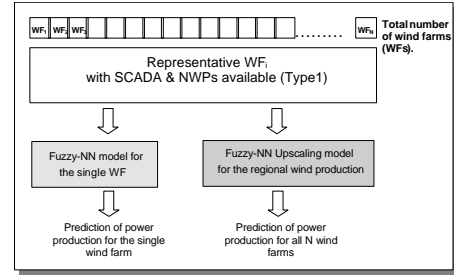 WF1 WF2 WF3 ......... WFN
Total number
of wind farms
(WFs).
Representative WFi
with SCADA & NWPs available (Type1)
Fuzzy-NN model for
the single WF
Fuzzy-NN Upscaling model
for the regional wind production
Prediction of power
production for the single
wind farm
Prediction of power
production for all N wind
farms